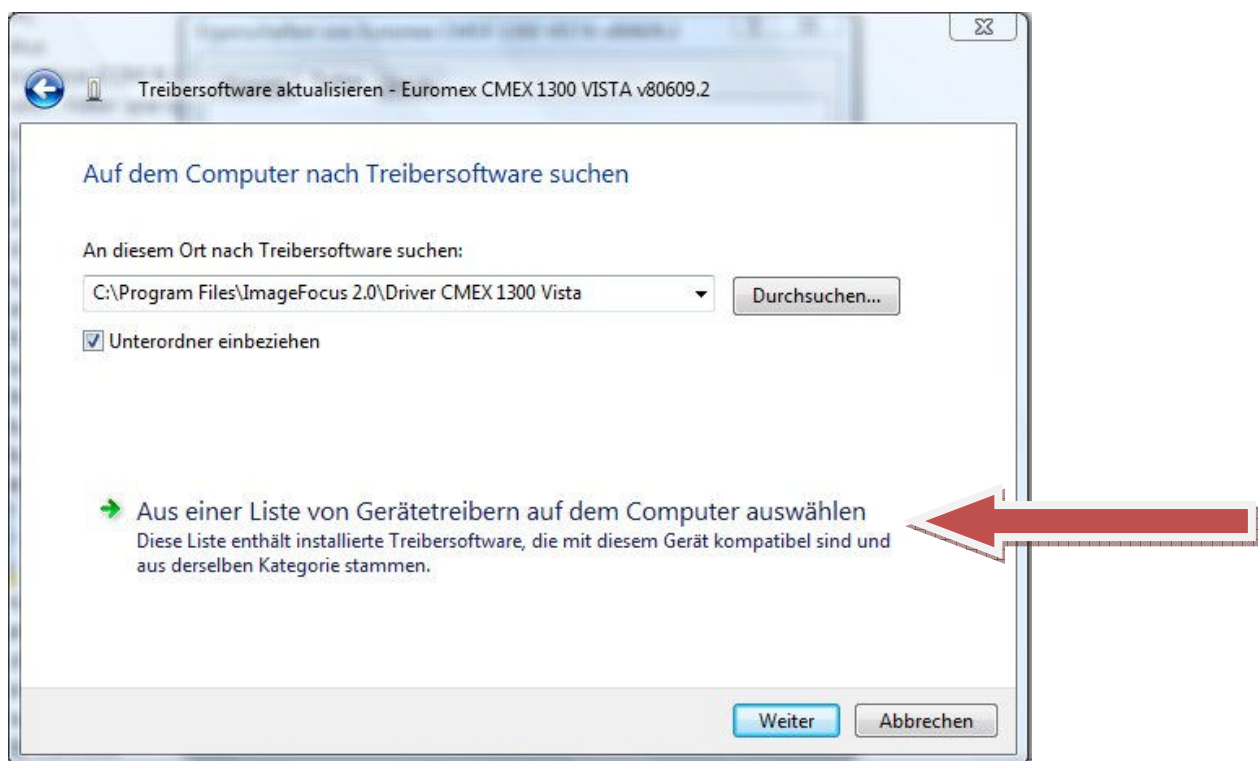 Treibersoftware aktualisieren - Euromex CMEX 1300 VISTA v80609.2
Auf dem Computer nach Treibersoftware suchen
An diesem Ort nach Treibersoftware suchen:
C:\Program Files\ImageFocus 2.0\Driver CMEX 1300 Vista
Durchsuchen...
Unterordner einbeziehen
Aus einer Liste von Gerätetreibern auf dem Computer auswählen
Diese Liste enthält installierte Treibersoftware, die mit diesem Gerät kompatibel sind und
aus derselben Kategorie stammen.
Weiter
Abbrechen